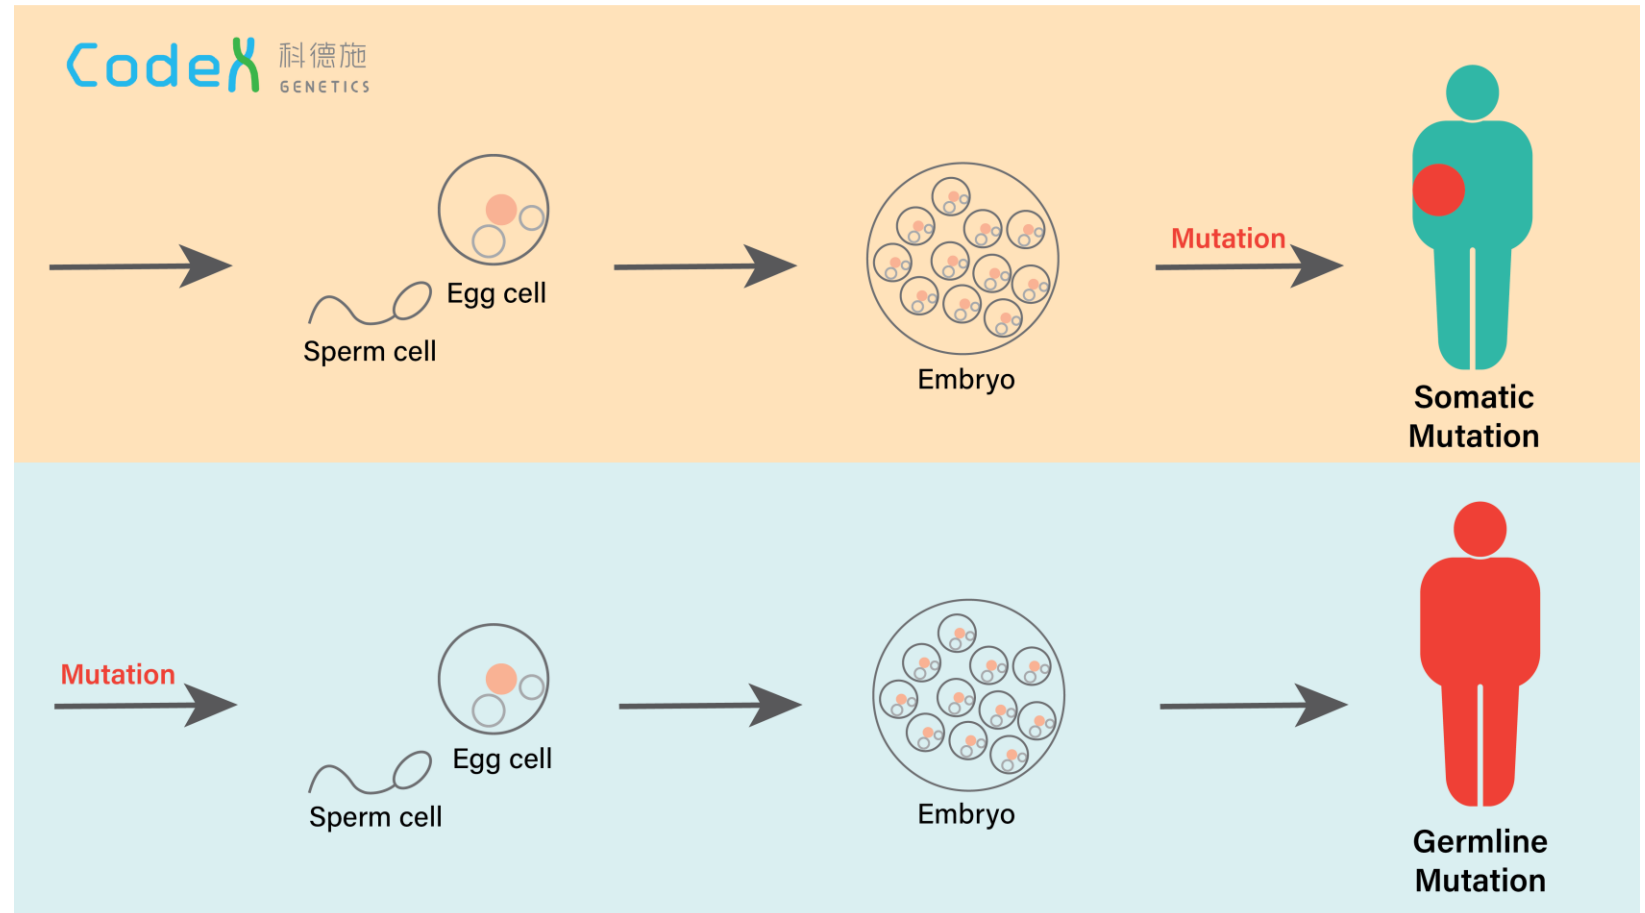 CodeX 科德施
GENETICS
Mutation
Egg cell
Sperm cell
Embryo
Somatic
Mutation
Mutation
Egg cell
Sperm cell
Embryo
Germline
Mutation